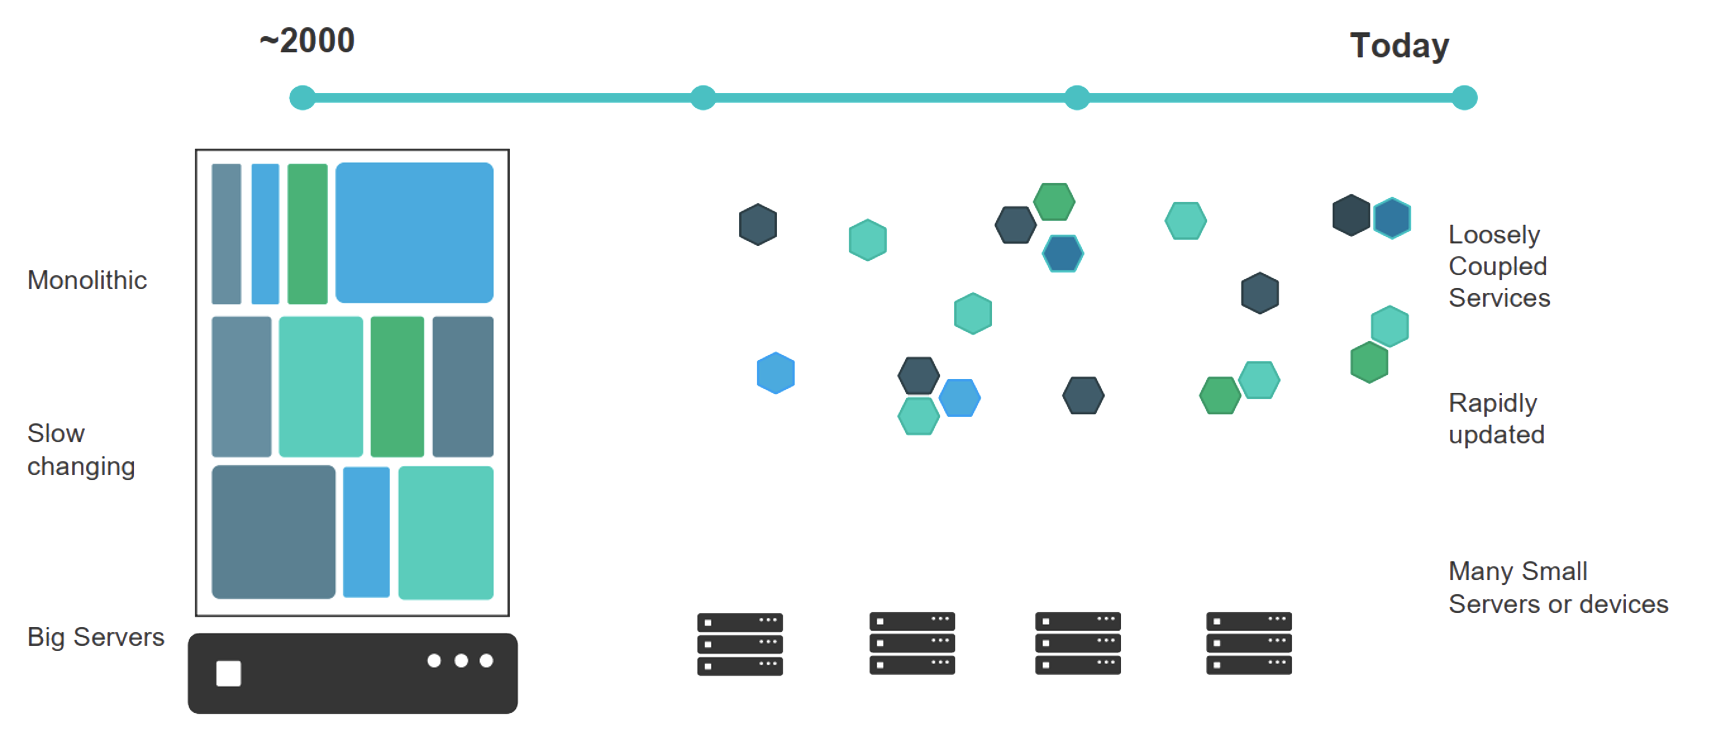 ~2000
Today
Monolithic
Slow
changing
Big Servers
Loosely
Coupled
Services
Rapidly
updated
Many Small
Servers or devices